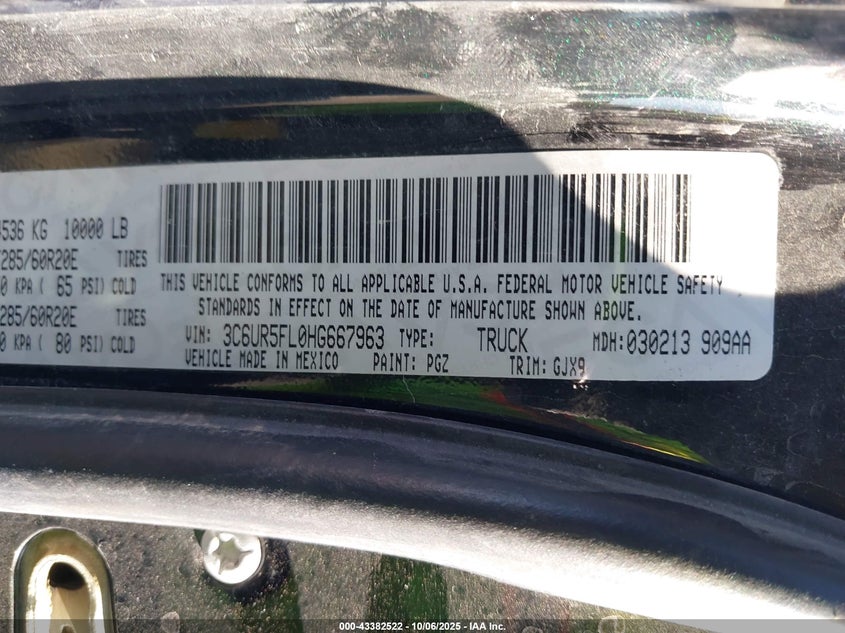 536 KG 10000 LB
285/60R20E TIRES
0 KPA ( 65 PSI) COLD
285/60R20E TIRES
0 KPA ( 80 PSI) COLD
THIS VEHICLE CONFORMS TO ALL APPLICABLE U.S.A. FEDERAL MOTOR VEHICLE SAFETY
STANDARDS IN EFFECT ON THE DATE OF MANUFACTURE SHOWN ABOVE.
VIN: 3C6UR5FL0HG667963 TYPE: TRUCK MDH: 030213 909AA
VEHICLE MADE IN MEXICO PAINT: PGZ TRIM: GJX9
000-43382522 - 10/06/2025 - IAA Inc.